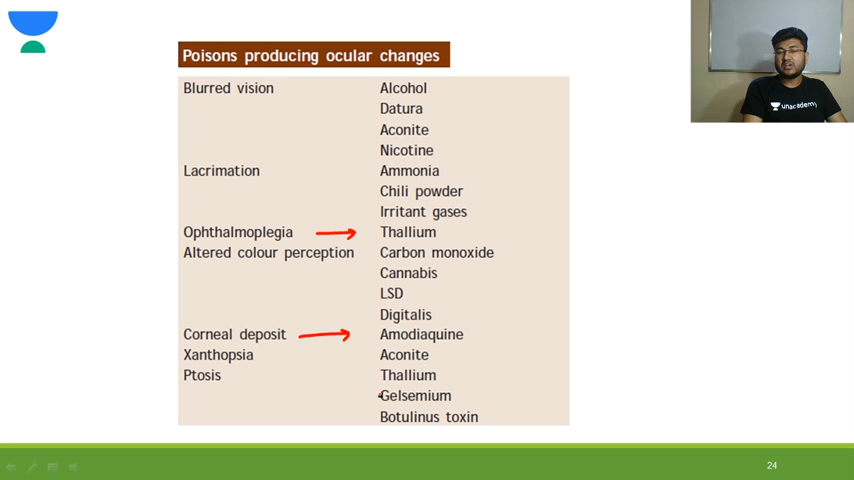 Poisons producing ocular changes
Blurred vision Alcohol
Datura
Aconite
Nicotine
Lacrimation Ammonia
Chili powder
Irritant gases
Ophthalmoplegia Thallium
Altered colour perception Carbon monoxide
Cannabis
LSD
Digitalis
Corneal deposit Amodiaquine
Xanthopsia Aconite
Ptosis Thallium
Gelsemium
Botulinus toxin
unacademy
24